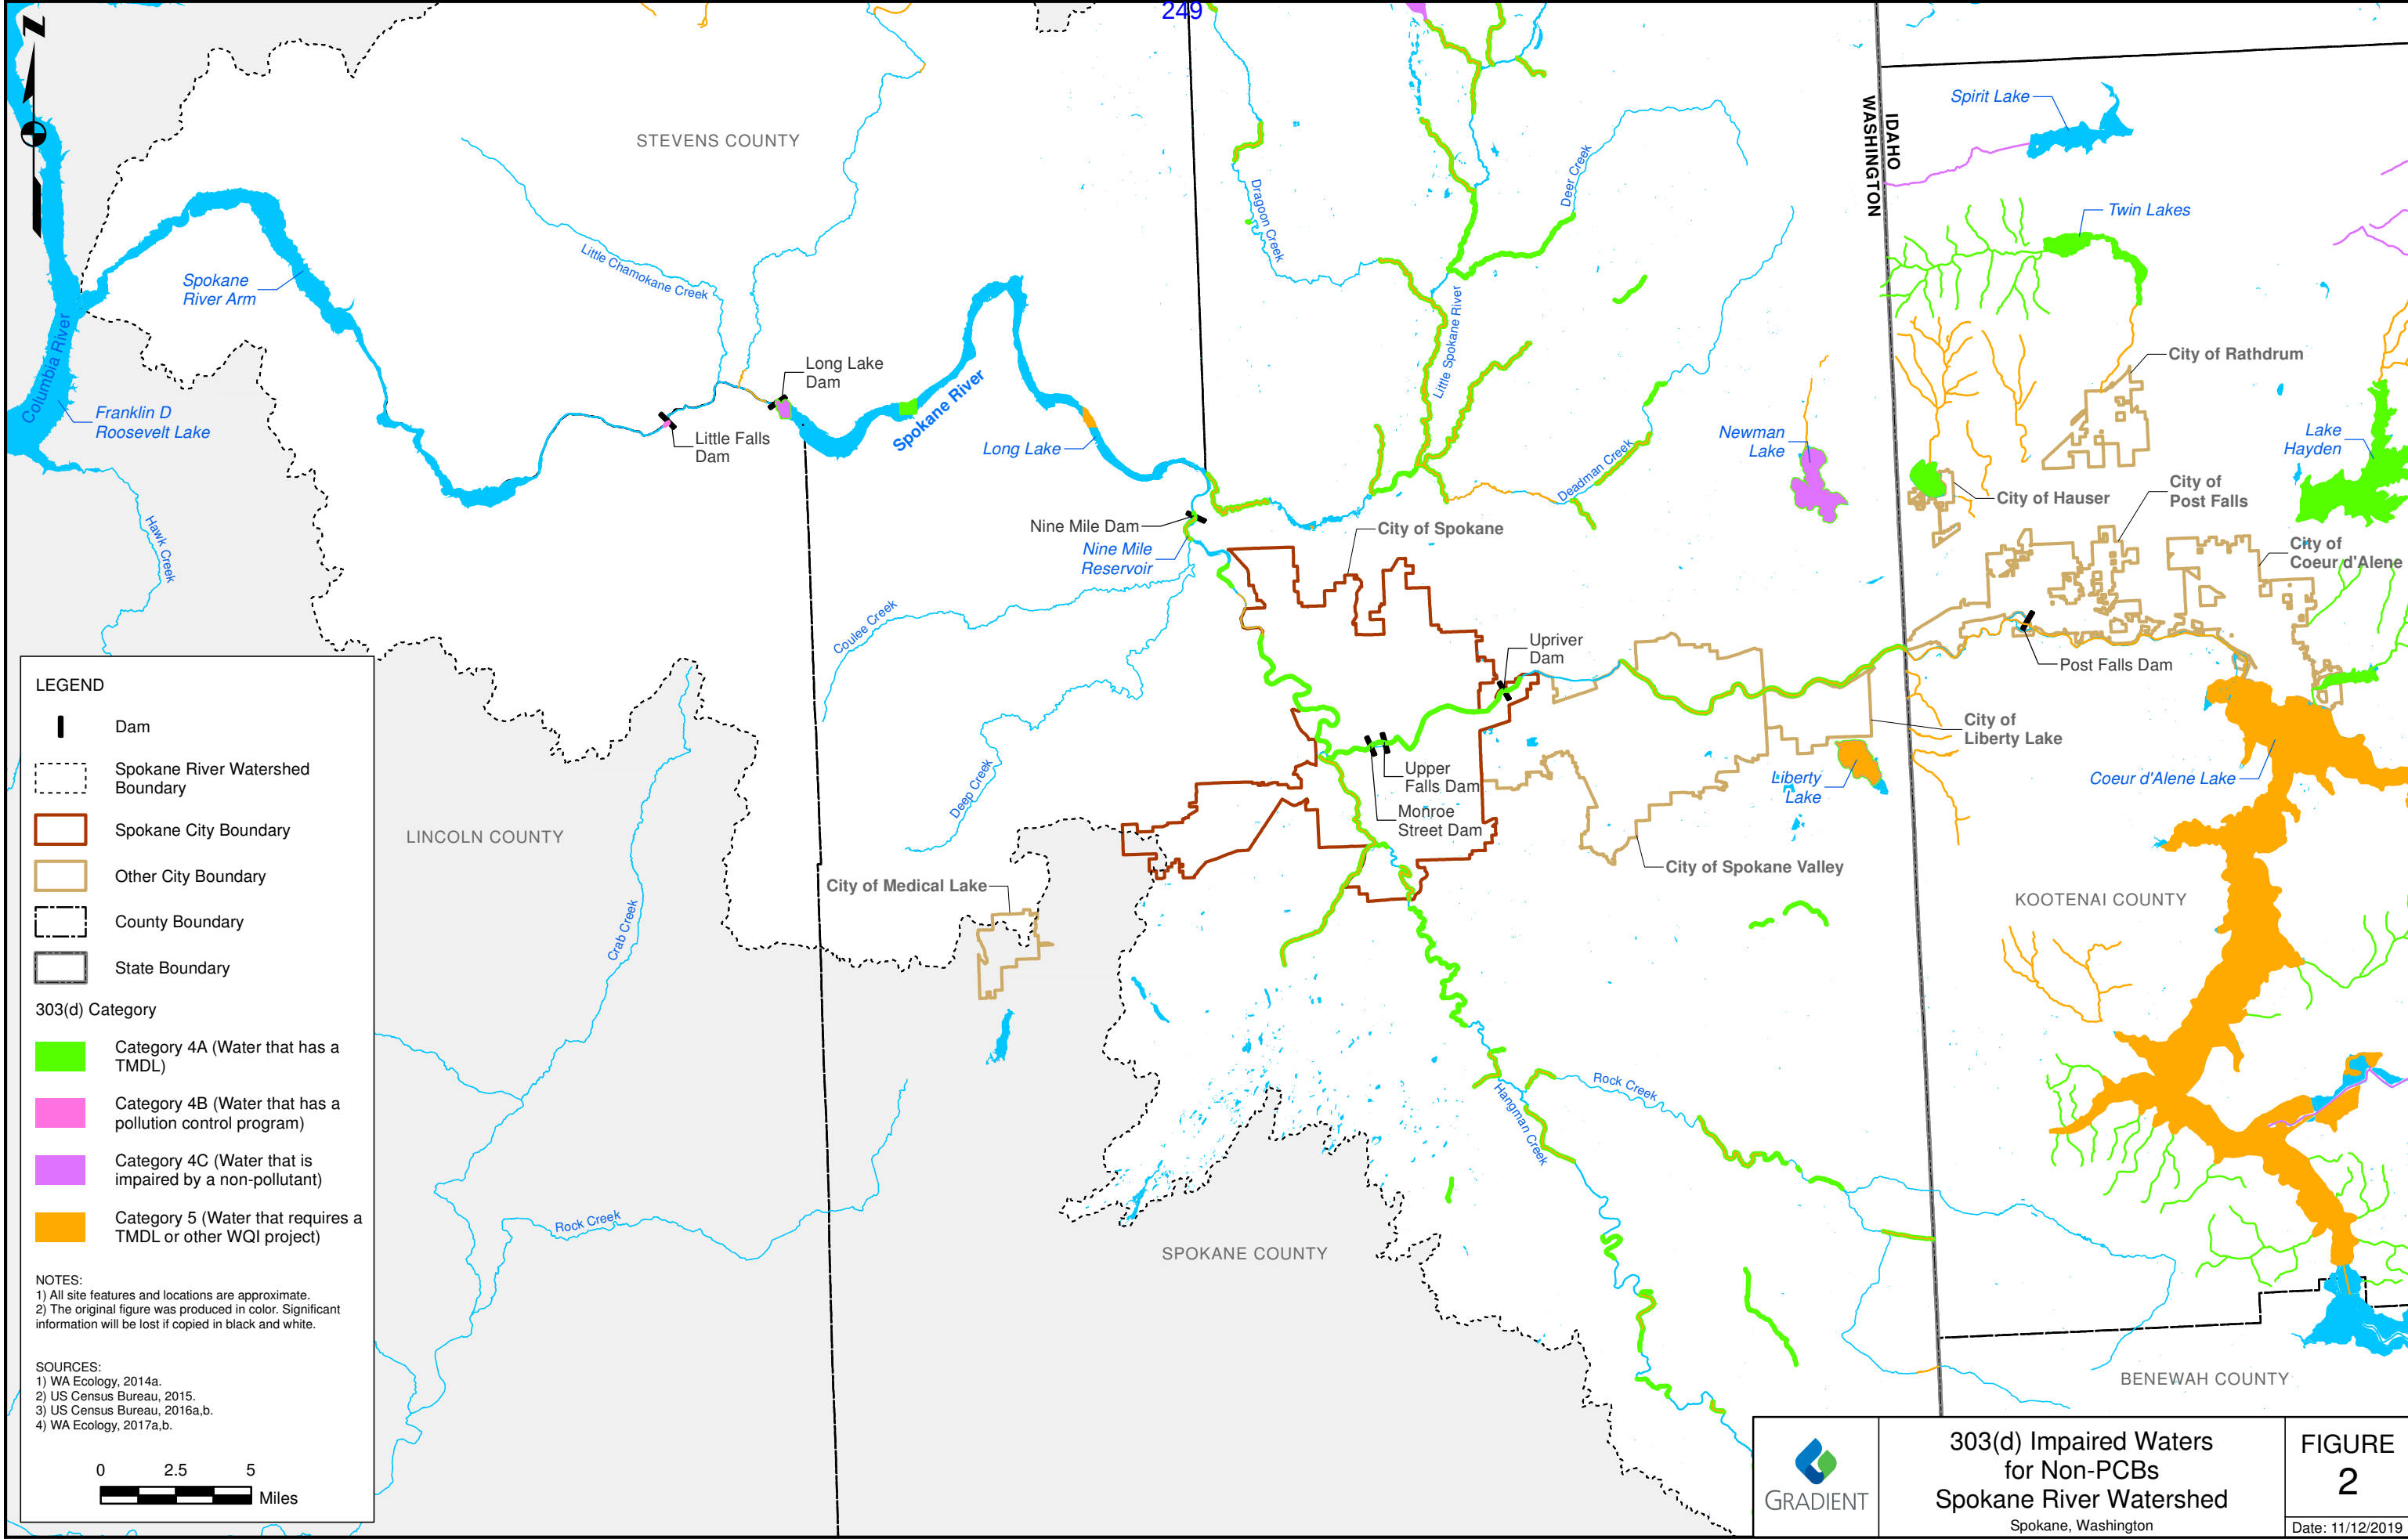 249
Z
STEVENS COUNTY
Spokane
River Arm
Columbia River
Franklin D
Roosevelt Lake
Hawk Creek
Little Chamokane Creek
Long Lake
Dam
Little Falls
Dam
Spokane River
Long Lake
Dragoon Creek
Deer Creek
Little Spokane River
Deadman Creek
Nine Mile Dam
Nine Mile
Reservoir
City of Spokane
Coulee Creek
Deep Creek
Upriver
Dam
Upper
Falls Dam
Monroe
Street Dam
City of Spokane Valley
WASHINGTON
IDAHO
Spirit Lake
Twin Lakes
City of Rathdrum
Newman
Lake
City of Hauser
City of
Post Falls
Lake
Hayden
City of
Coeur d'Alene
Post Falls Dam
City of
Liberty Lake
Liberty
Lake
Coeur d'Alene Lake
KOOTENAI COUNTY
LINCOLN COUNTY
City of Medical Lake
Crab Creek
Rock Creek
Hangman Creek
Rock Creek
SPOKANE COUNTY
BENEWAH COUNTY
LEGEND
Dam
Spokane River Watershed
Boundary
Spokane City Boundary
Other City Boundary
County Boundary
State Boundary
303(d) Category
Category 4A (Water that has a
TMDL)
Category 4B (Water that has a
pollution control program)
Category 4C (Water that is
impaired by a non-pollutant)
Category 5 (Water that requires a
TMDL or other WQI project)
NOTES:
1) All site features and locations are approximate.
2) The original figure was produced in color. Significant
information will be lost if copied in black and white.
SOURCES:
1) WA Ecology, 2014a.
2) US Census Bureau, 2015.
3) US Census Bureau, 2016a,b.
4) WA Ecology, 2017a,b.
0 2.5 5
Miles
GRADIENT
303(d) Impaired Waters
for Non-PCBs
Spokane River Watershed
Spokane, Washington
FIGURE
2
Date: 11/12/2019